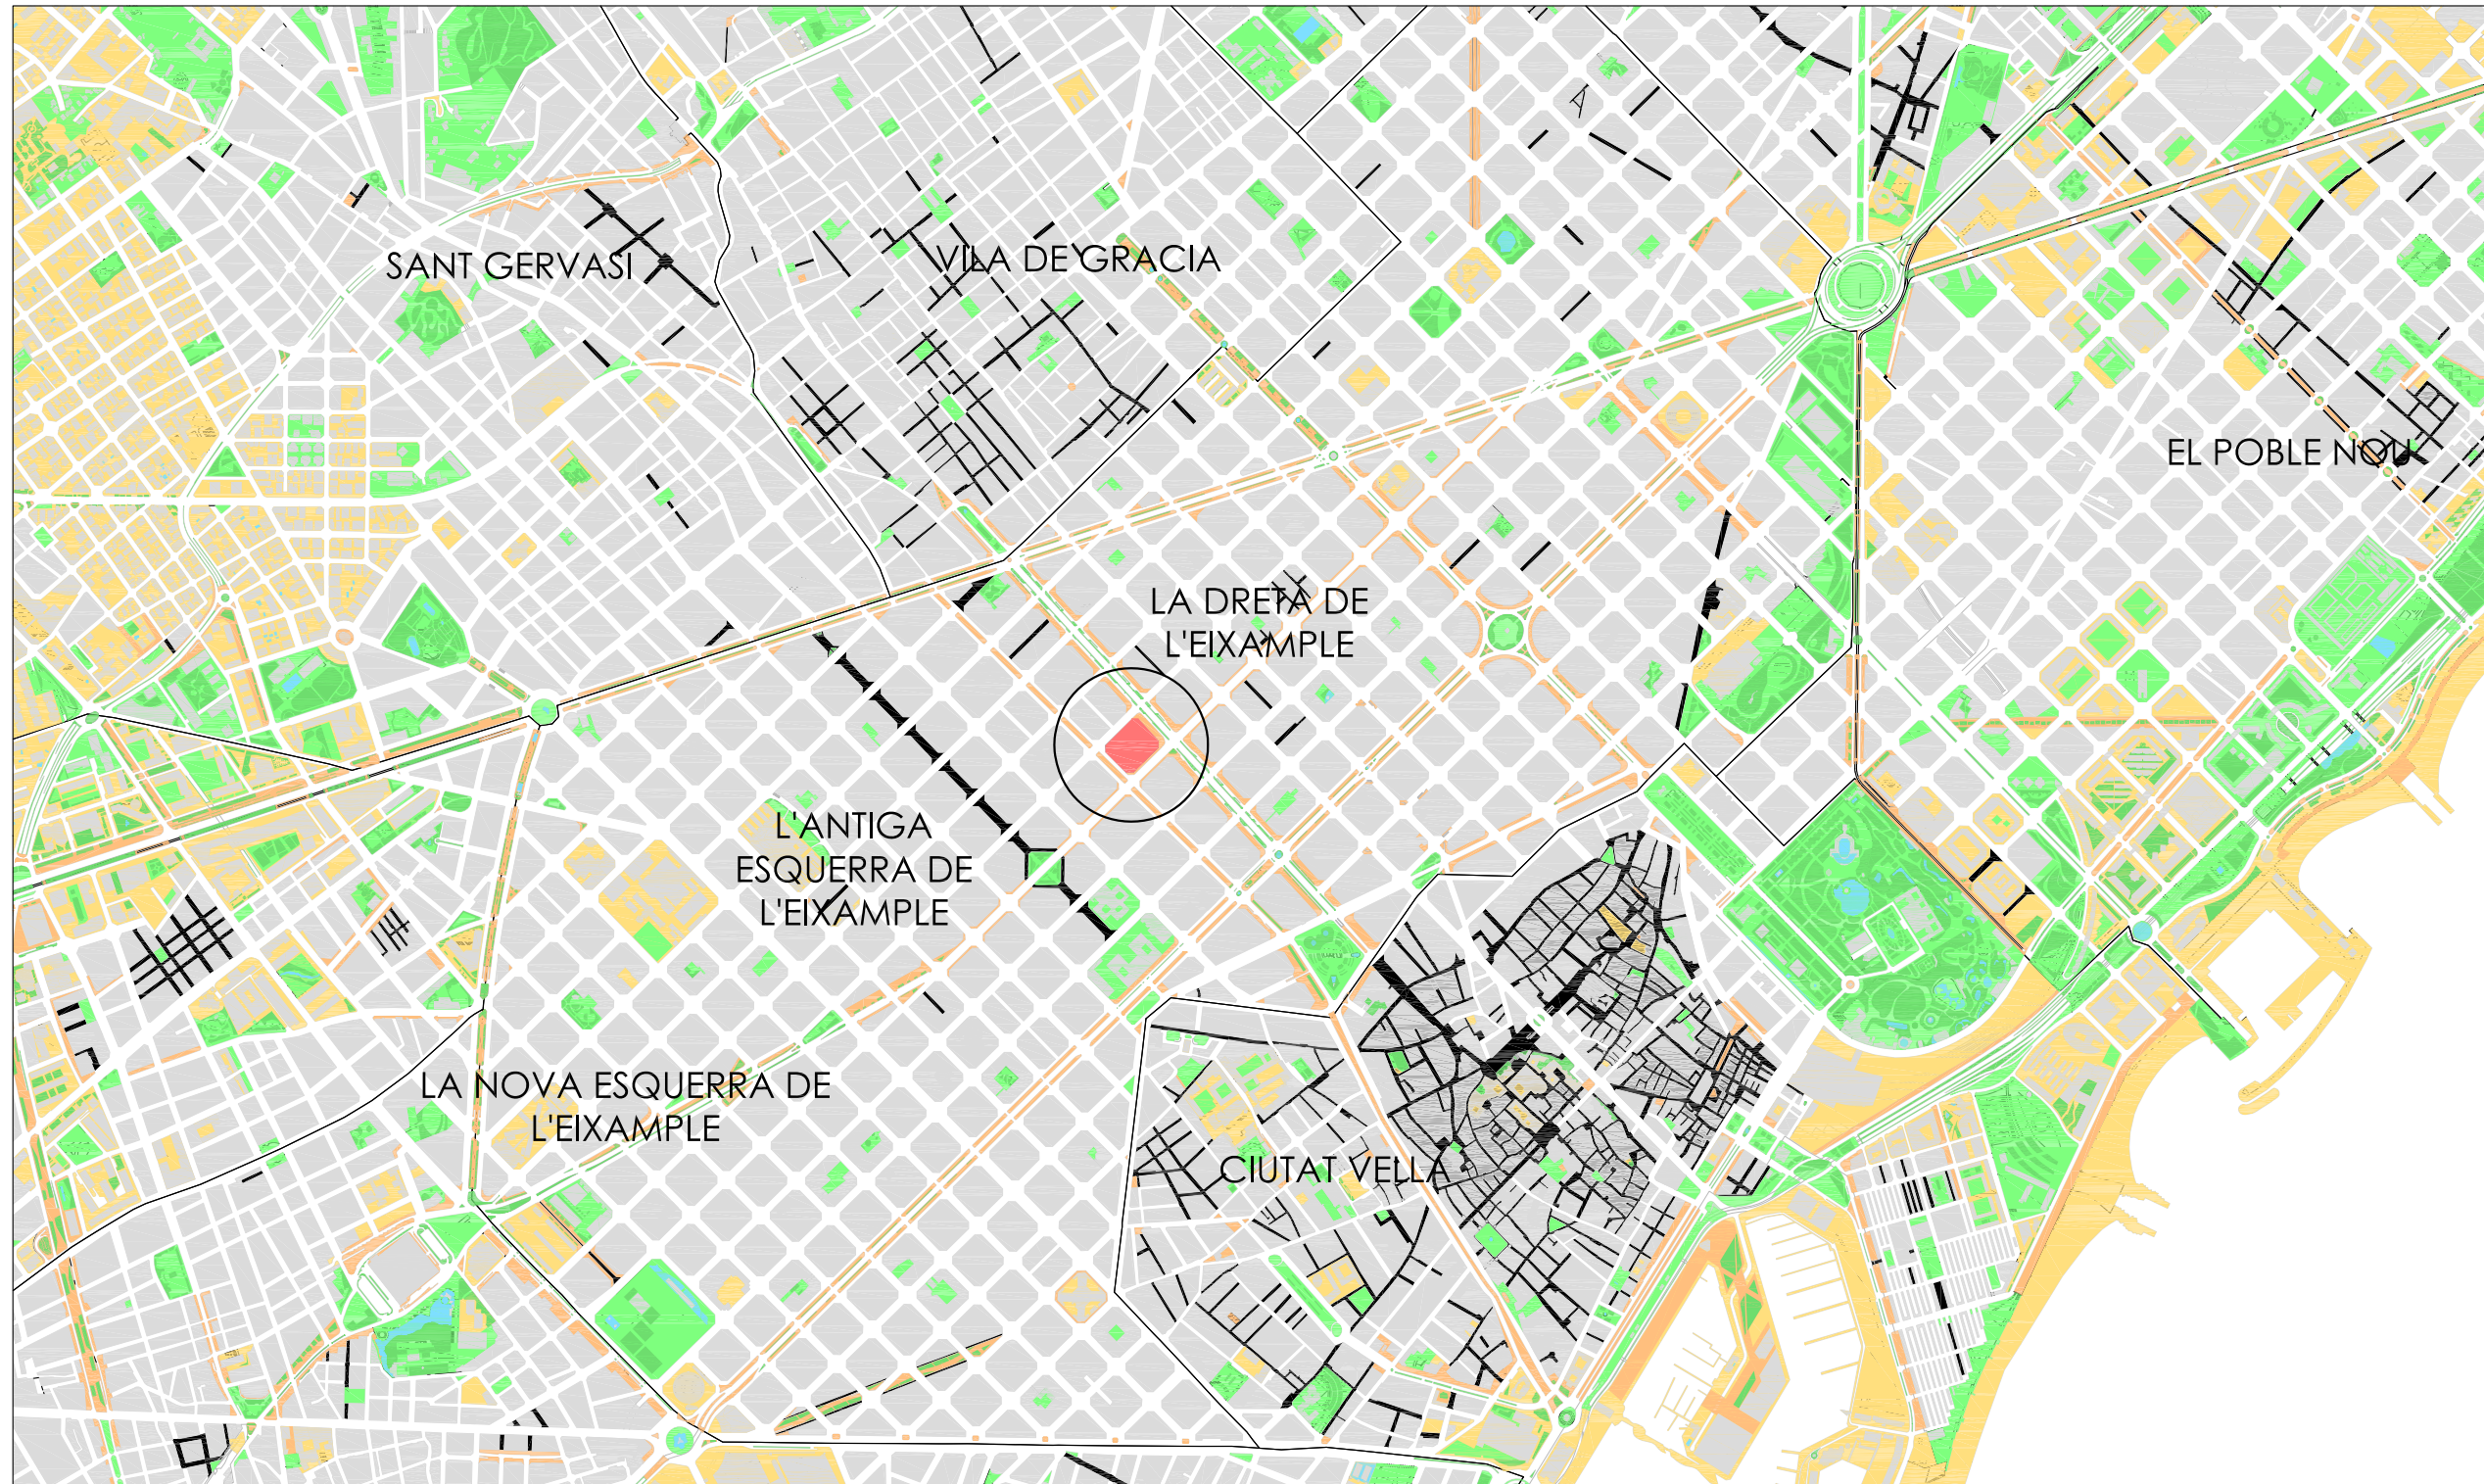 SANT GERVASI
VILA DE GRACIA
EL POBLE NOU
LA DRETA DE
L'EIXAMPLE
L'ANTIGA
ESQUERRA DE
L'EIXAMPLE
LA NOVA ESQUERRA DE
L'EIXAMPLE
CIUTAT VELLA